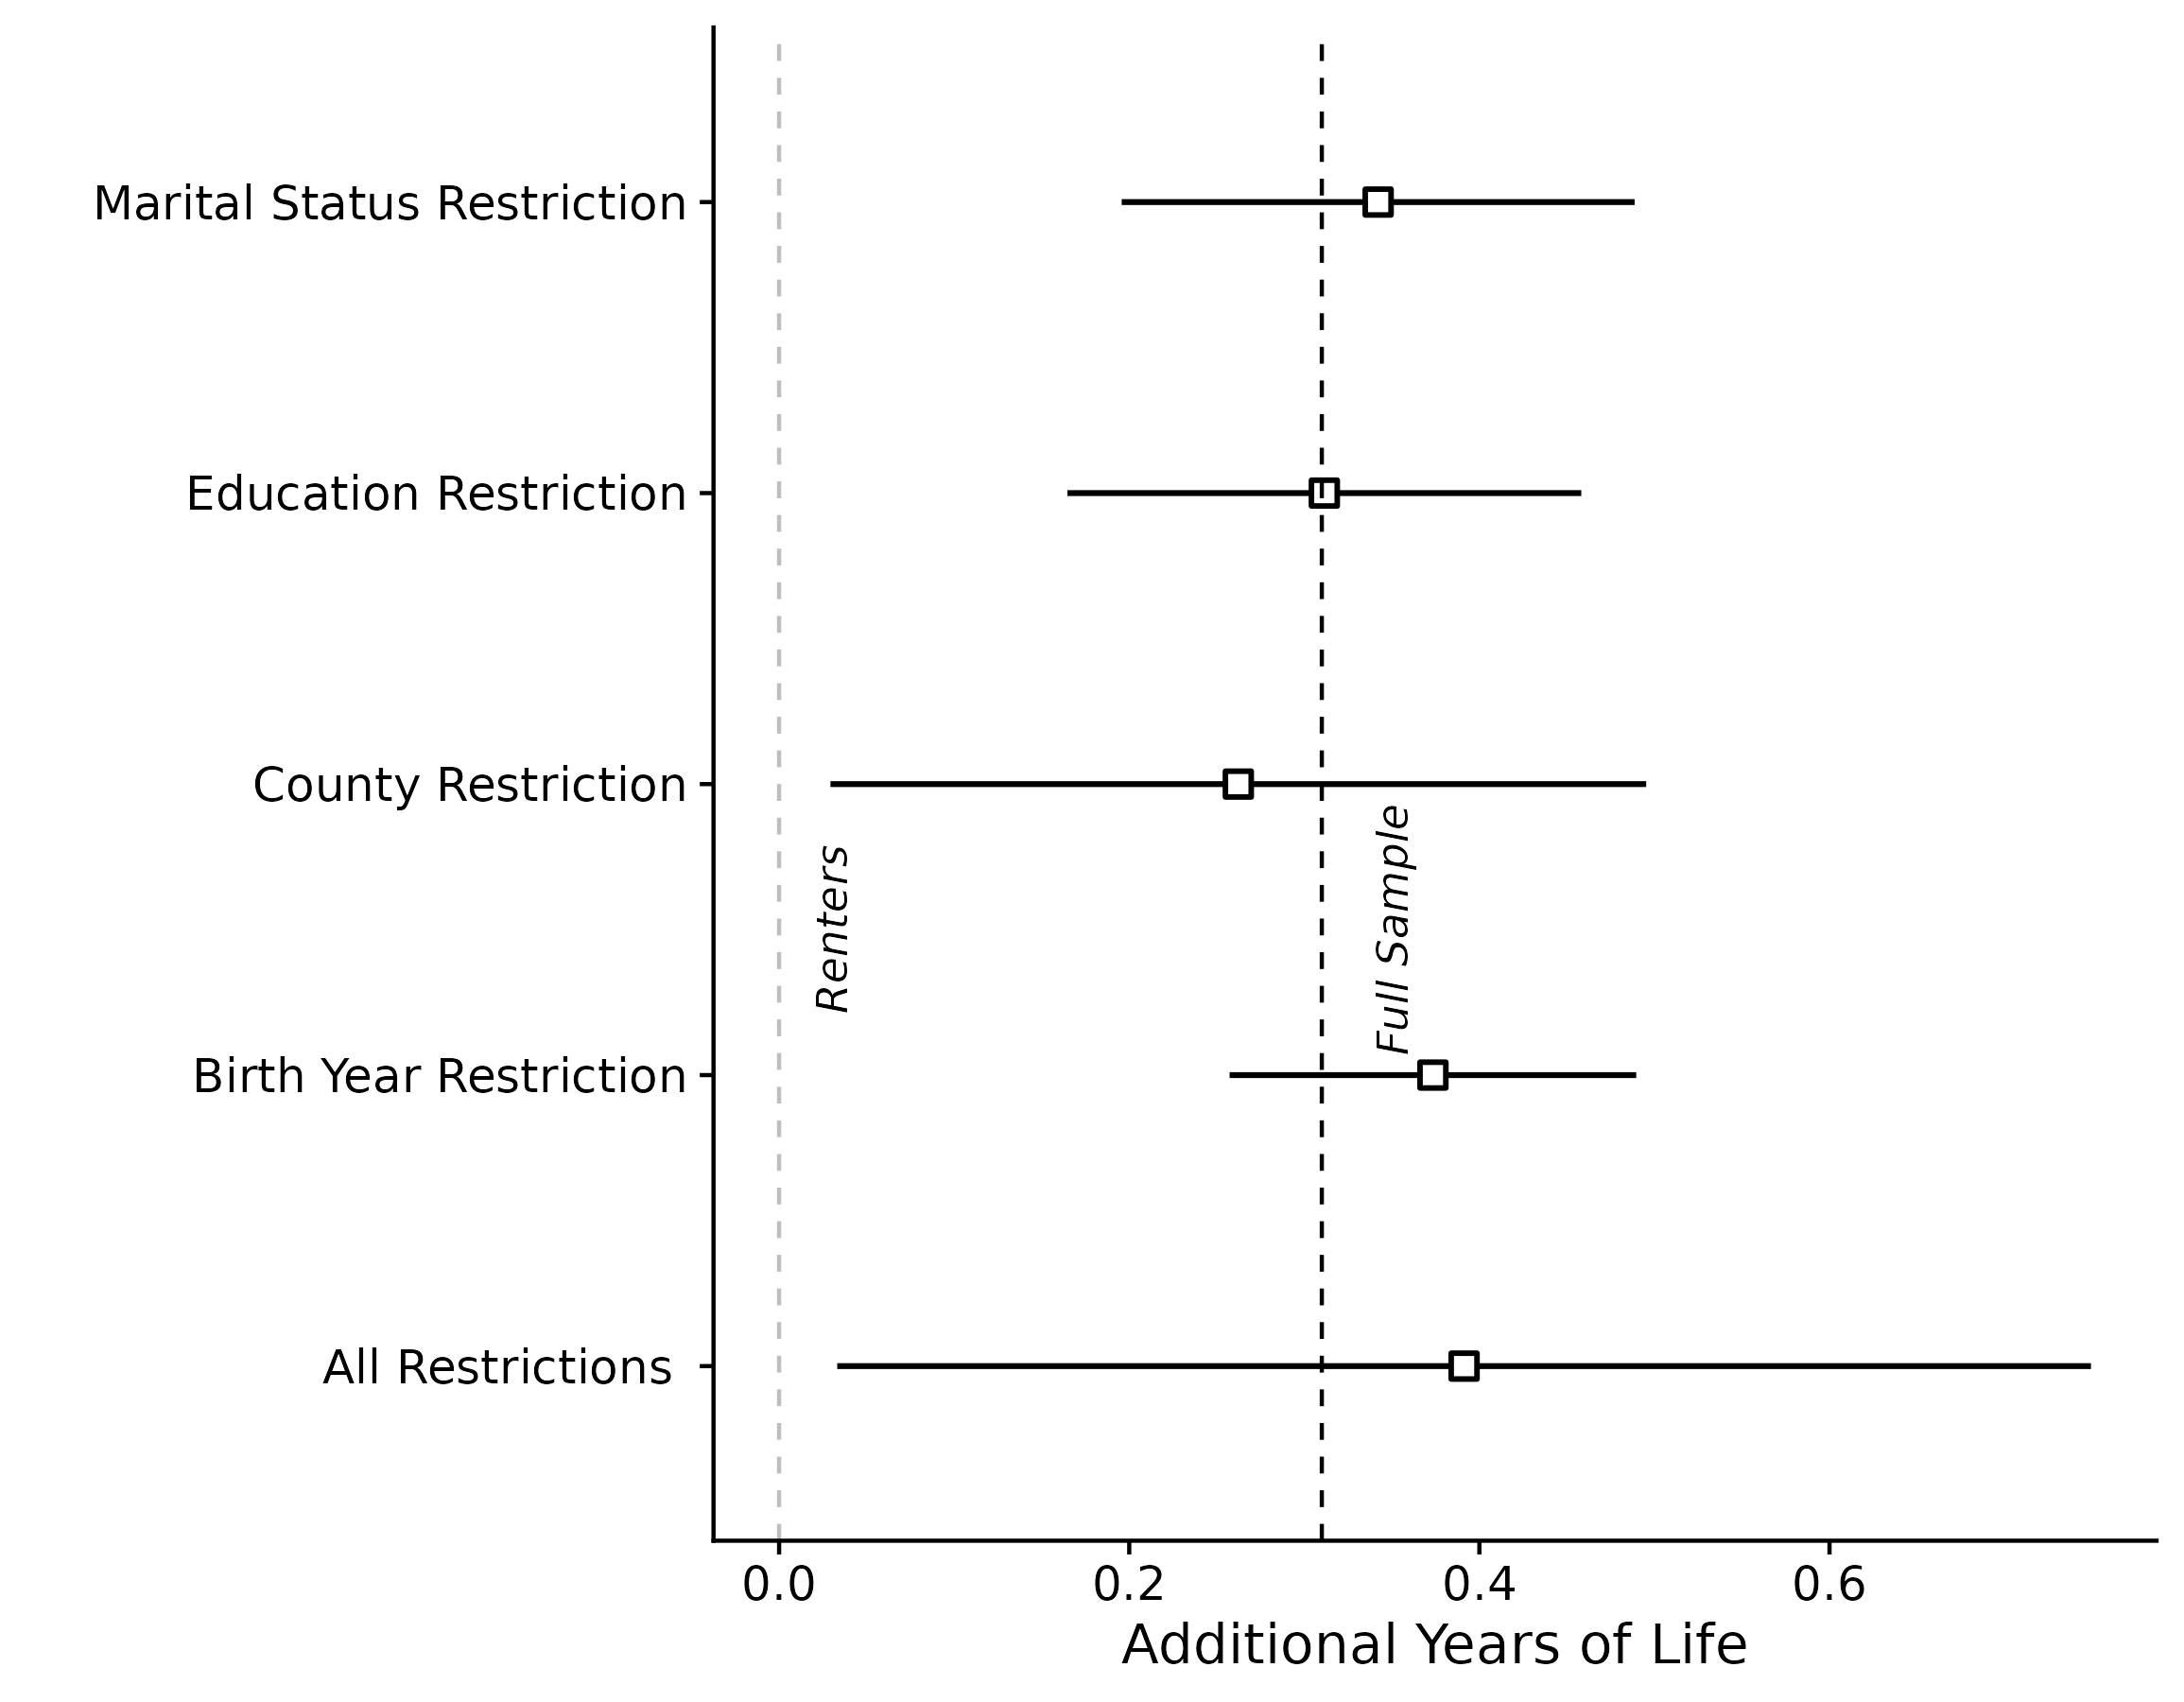 Marital Status Restriction
Education Restriction
County Restriction
Renters
Full Sample
Birth Year Restriction
All Restrictions
0.0 0.2 0.4 0.6
Additional Years of Life